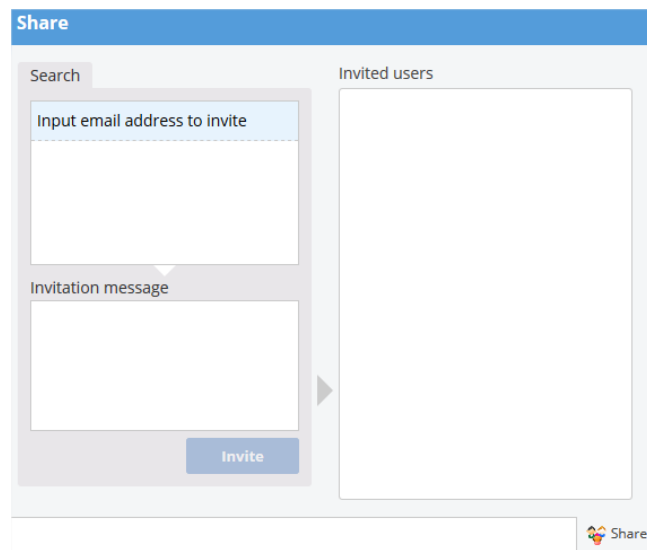 Share
Search
Input email address to invite
Invitation message
Invite
Invited users
Share